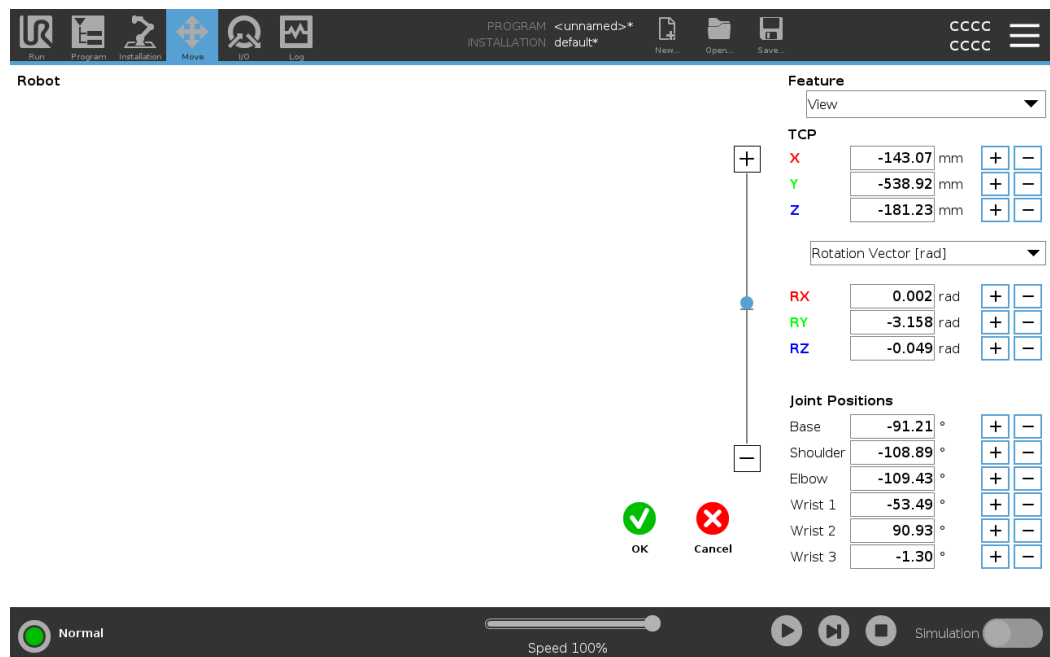 PROGRAM <unnamed>*
INSTALLATION default*
CCCC
CCCC
Run Program Installation Move I/O Log New... Open... Save...
Robot
Feature
View
TCP
X -143.07 mm + −
Y -538.92 mm + −
Z -181.23 mm + −
Rotation Vector [rad]
RX 0.002 rad + −
RY -3.158 rad + −
RZ -0.049 rad + −
Joint Positions
Base -91.21 ° + −
Shoulder -108.89 ° + −
Elbow -109.43 ° + −
Wrist 1 -53.49 ° + −
Wrist 2 90.93 ° + −
Wrist 3 -1.30 ° + −
OK Cancel
Normal
Speed 100%
Simulation